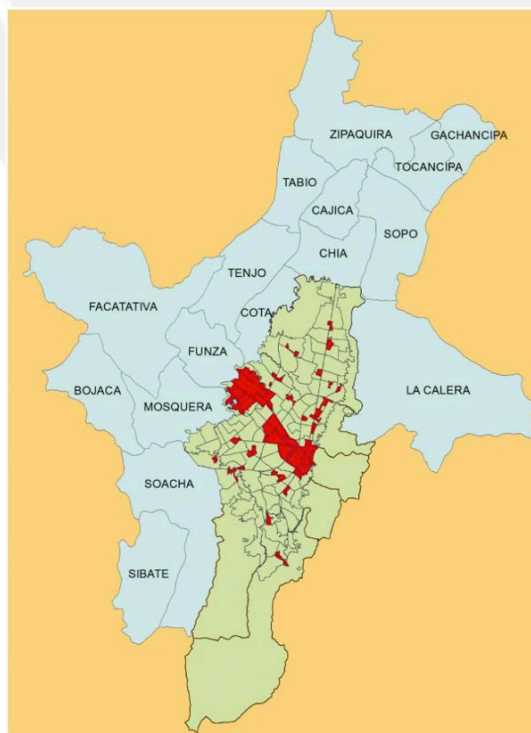 ZIPAQUIRA
GACHANCIPA
TOCANCIPA
TABIO
CAJICA
SOPO
CHIA
TENJO
FACATATIVA
COTA
FUNZA
BOJACA
MOSQUERA
LA CALERA
SOACHA
SIBATE